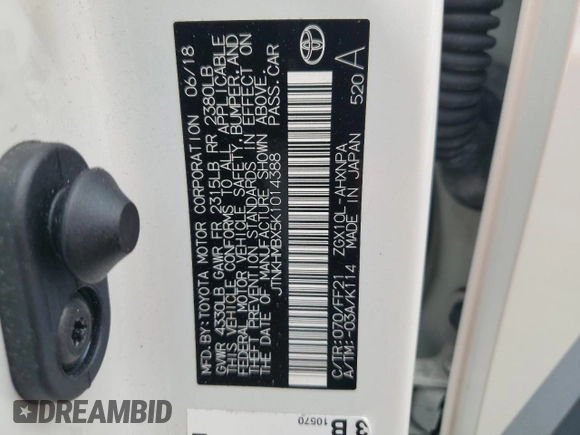 MFD.BY:TOYOTA MOTOR CORPORATION 06/18
GVWR 4330LB GAWR FR 2315LB RR 2380LB
THIS VEHICLE CONFORMS TO ALL APPLICABLE
FEDERAL MOTOR VEHICLE SAFETY, BUMPER, AND
THEFT PREVENTION STANDARDS IN EFFECT ON
THE DATE OF MANUFACTURE SHOWN ABOVE.
JTNKHMBX5K1014388 PASS.CAR
C/TR:070/FF21 ZGX10L-AHXNPA
A/TM:-03A/K114 MADE IN JAPAN 520 A
10570
DREAMBID